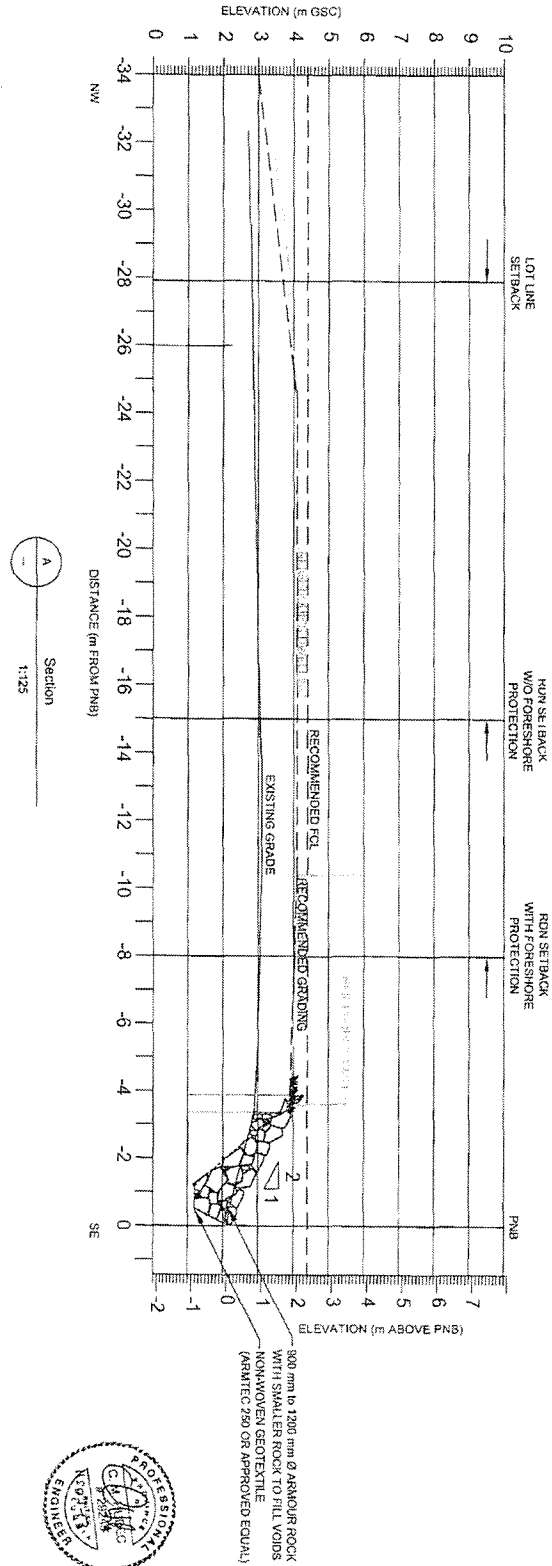 ELEVATION (m GSC)
10
9
8
7
6
5
4
3
2
1
0
LOT LINE
SETBACK
RDN SETBACK
W/O FORESHORE
PROTECTION
RDN SETBACK
WITH FORESHORE
PROTECTION
PNB
RECOMMENDED FCL
RECOMMENDED GRADING
EXISTING GRADE
2
1
7
6
5
4
3
2
1
0
-1
-2
ELEVATION (m ABOVE PNB)
900 mm to 1200 mm Ø ARMOUR ROCK
WITH SMALLER ROCK TO FILL VOIDS
NON-WOVEN GEOTEXTILE
(ARMTEC 250 OR APPROVED EQUAL)
-34 -32 -30 -28 -26 -24 -22 -20 -18 -16 -14 -12 -10 -8 -6 -4 -2 0
NW
DISTANCE (m FROM PNB)
SE
A
--
Section
1:125
PROFESSIONAL
ENGINEER